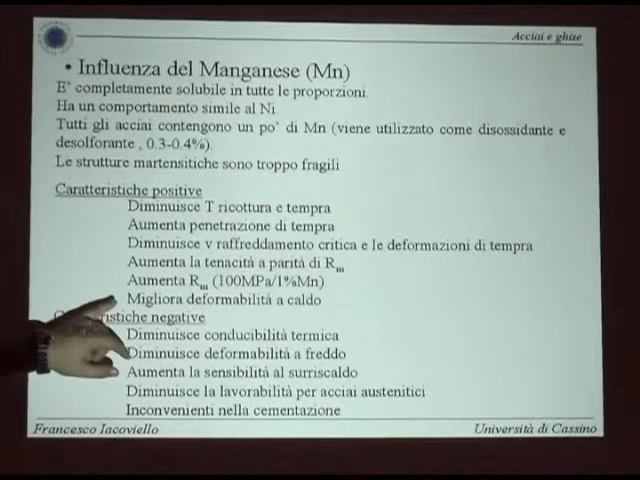 Acciai e ghise
• Influenza del Manganese (Mn)
E' completamente solubile in tutte le proporzioni.
Ha un comportamento simile al Ni.
Tutti gli acciai contengono un po' di Mn (viene utilizzato come disossidante e
desolforante , 0.3-0.4%).
Le strutture martensitiche sono troppo fragili
Caratteristiche positive
Diminuisce T ricottura e tempra
Aumenta penetrazione di tempra
Diminuisce v raffreddamento critica e le deformazioni di tempra
Aumenta la tenacità a parità di Rm
Aumenta Rm (100MPa/1%Mn)
Migliora deformabilità a caldo
negative
Diminuisce conducibilità termica
Diminuisce deformabilità a freddo
Aumenta la sensibilità al surriscaldo
Diminuisce la lavorabilità per acciai austenitici
Inconvenienti nella cementazione
Francesco Iacoviello
Università di Cassino